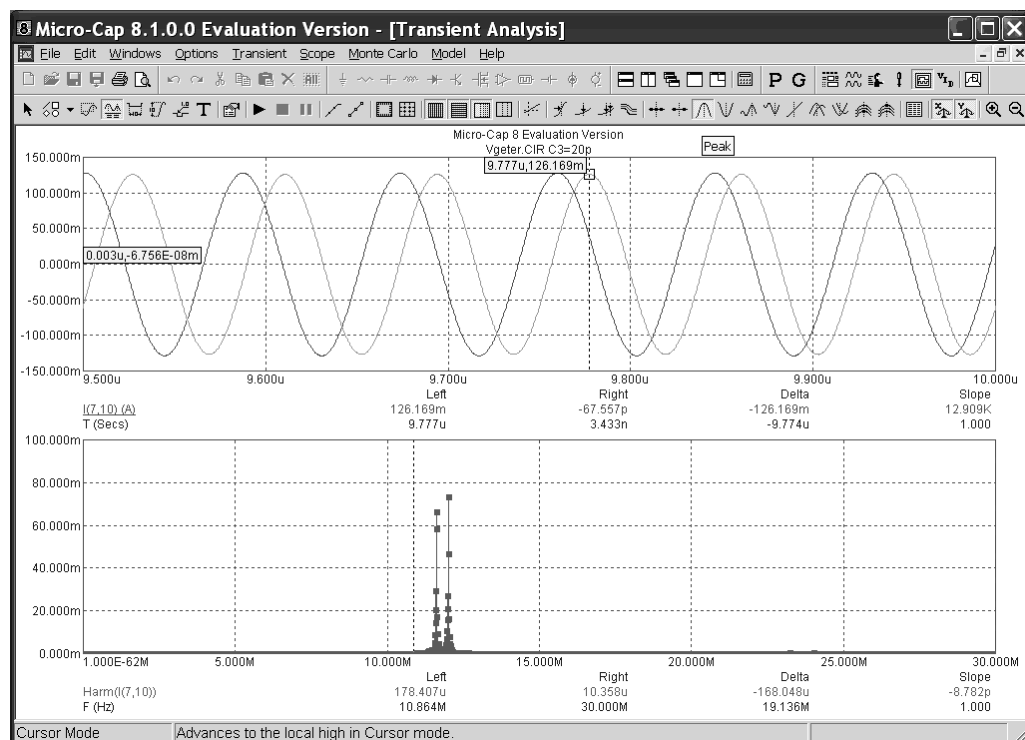 Micro-Cap 8.1.0.0 Evaluation Version - [Transient Analysis]
File Edit Windows Options Transient Scope Monte Carlo Model Help
P G
T
Micro-Cap 8 Evaluation Version
Vgeter.CIR C3=20p
Peak
9.777u,126.169m
150.000m
100.000m
50.000m
0.003u,-6.756E-08m
0.000m
-50.000m
-100.000m
-150.000m
9.500u 9.600u 9.700u 9.800u 9.900u 10.000u
Left Right Delta Slope
I(7,10) (A) 126.169m -67.557p -126.169m 12.909K
T (Secs) 9.777u 3.433n -9.774u 1.000
100.000m
80.000m
60.000m
40.000m
20.000m
0.000m
1.000E-62M 5.000M 10.000M 15.000M 20.000M 25.000M 30.000M
Left Right Delta Slope
Harm(I(7,10)) 178.407u 10.358u -168.048u -8.782p
F (Hz) 10.864M 30.000M 19.136M 1.000
Cursor Mode Advances to the local high in Cursor mode.